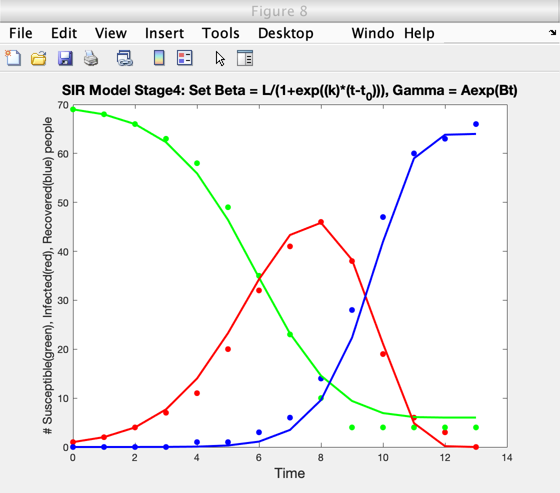 Figure 8
File Edit View Insert Tools Desktop Windo Help
SIR Model Stage4: Set Beta = L/(1+exp((k)*(t-t0))), Gamma = Aexp(Bt)
# Susceptible(green), Infected(red), Recovered(blue) people
70
60
50
40
30
20
10
0
0 2 4 6 8 10 12 14
Time